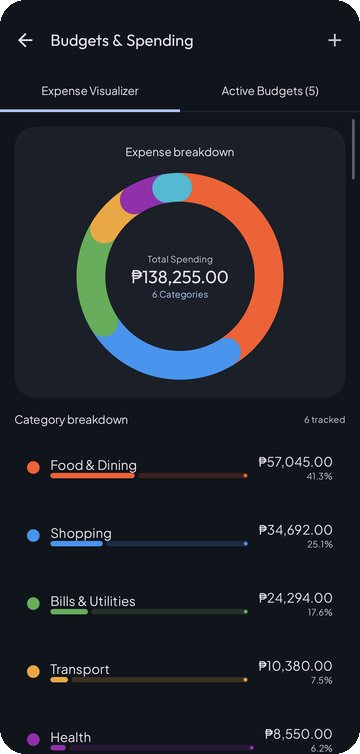 Budgets & Spending
Expense Visualizer
Active Budgets (5)
Expense breakdown
Total Spending
₱138,255.00
6 Categories
Category breakdown
6 tracked
Food & Dining
₱57,045.00
41.3%
Shopping
₱34,692.00
25.1%
Bills & Utilities
₱24,294.00
17.6%
Transport
₱10,380.00
7.5%
Health
₱8,550.00
6.2%